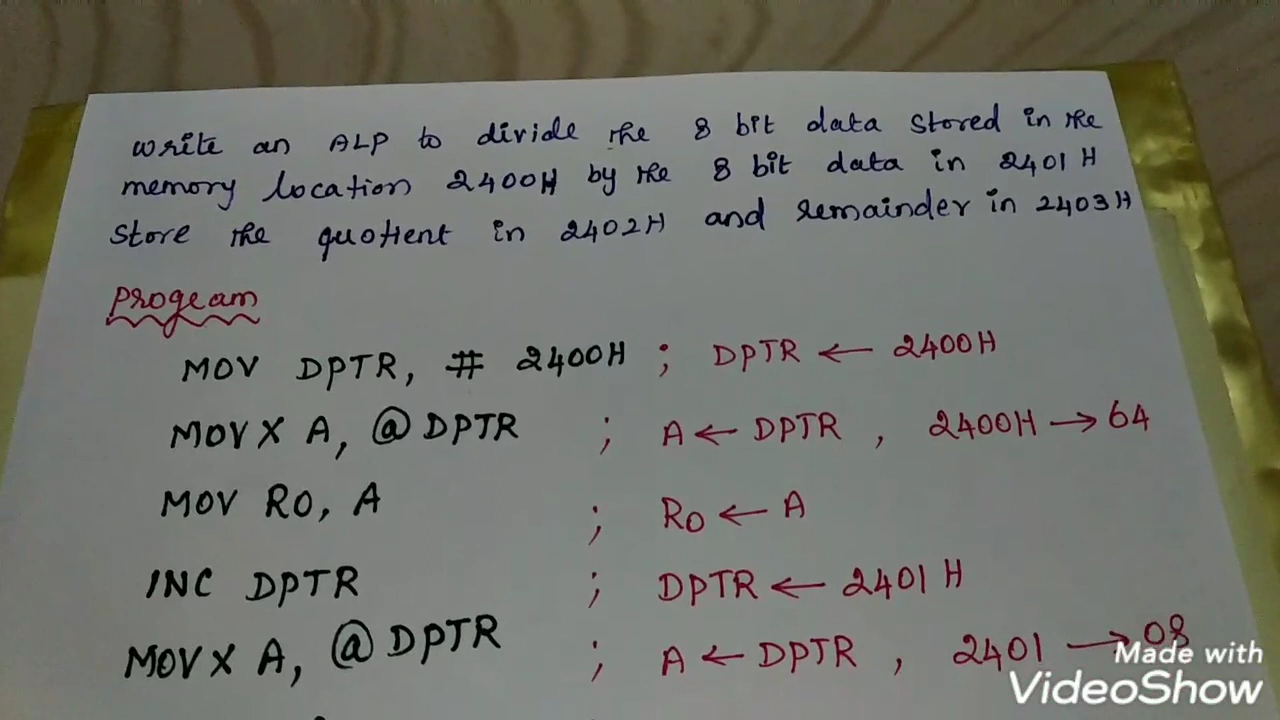 write an ALP to divide the 8 bit data stored in the
memory location 2400H by the 8 bit data in 2401H
store the quotient in 2402H and remainder in 2403H
Program
MOV DPTR, # 2400H ; DPTR ← 2400H
MOVX A, @DPTR ; A ← DPTR , 2400H → 64
MOV R0, A ; R0 ← A
INC DPTR ; DPTR ← 2401H
MOVX A, @DPTR ; A ← DPTR , 2401 → 08
Made with
VideoShow